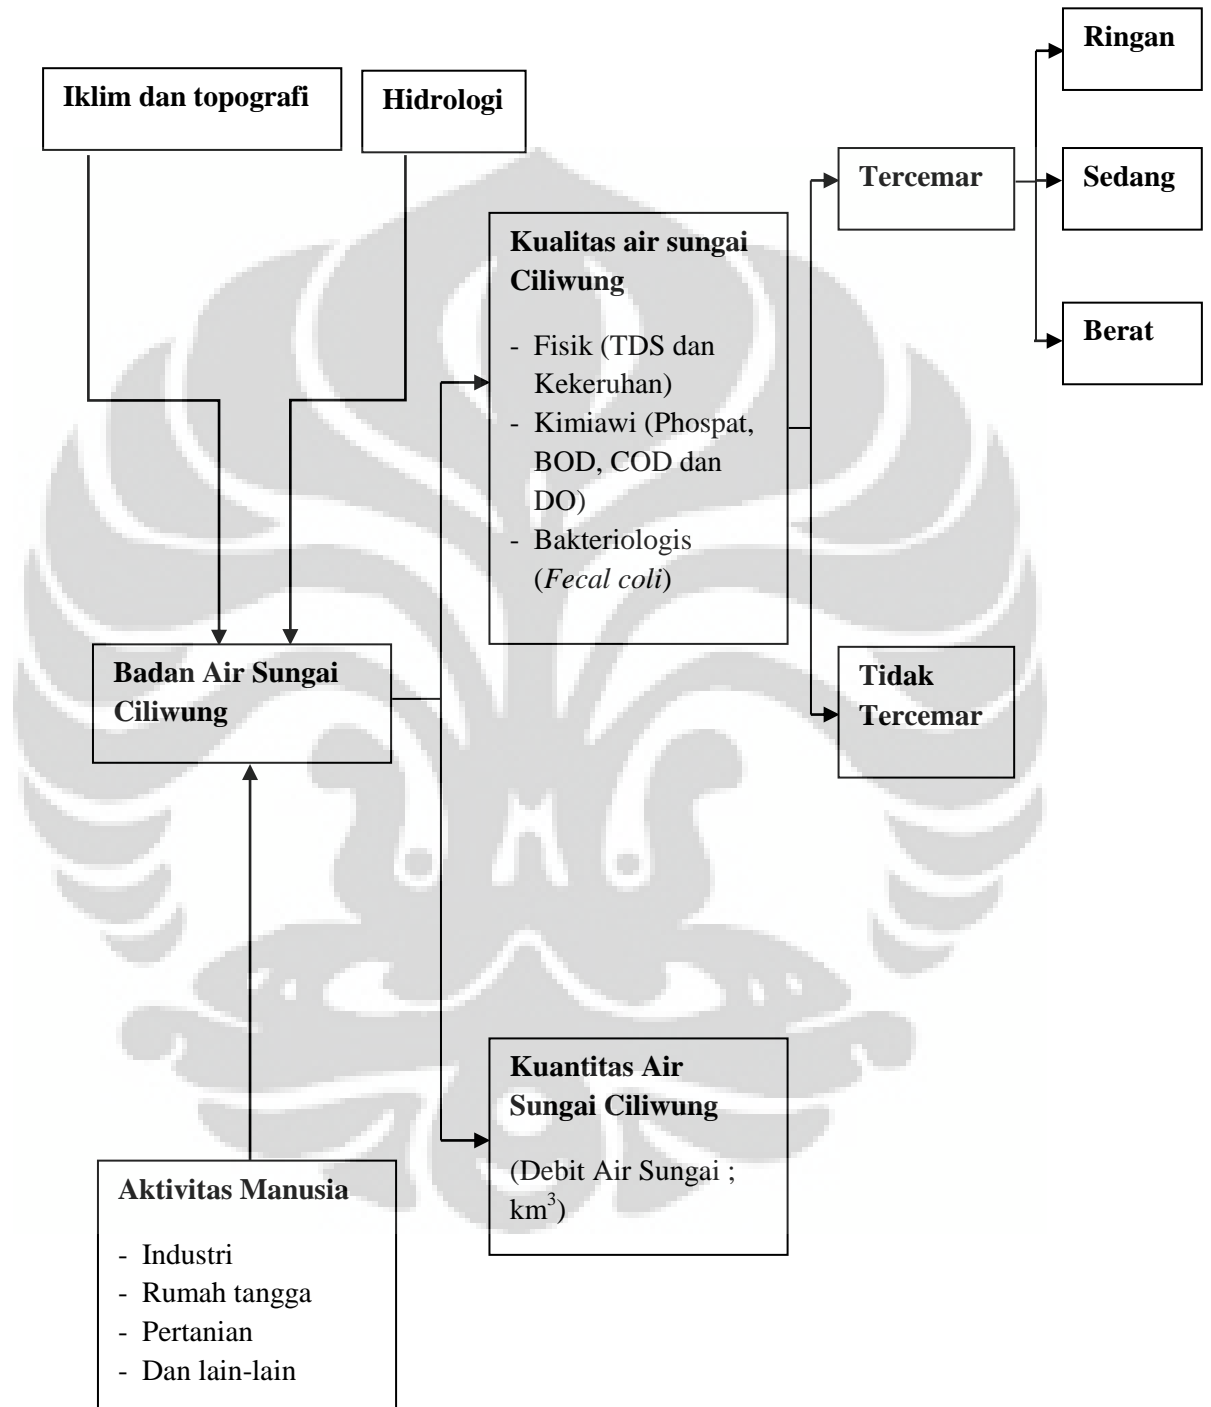 Iklim dan topografi
Hidrologi
Ringan
Tercemar
Sedang
Berat
Kualitas air sungai
Ciliwung
- Fisik (TDS dan
Kekeruhan)
- Kimiawi (Phospat,
BOD, COD dan
DO)
- Bakteriologis
(Fecal coli)
Badan Air Sungai
Ciliwung
Tidak
Tercemar
Kuantitas Air
Sungai Ciliwung
(Debit Air Sungai ;
km³)
Aktivitas Manusia
- Industri
- Rumah tangga
- Pertanian
- Dan lain-lain